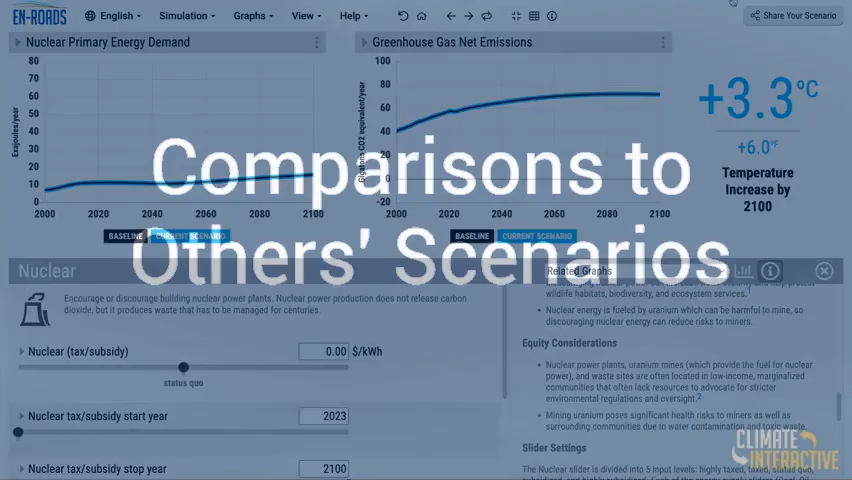 EN-ROADS
English
Simulation
Graphs
View
Help
Share Your Scenario
Nuclear Primary Energy Demand
Greenhouse Gas Net Emissions
80
70
60
50
40
30
20
10
0
Exajoules/year
2000 2020 2040 2060 2080 2100
BASELINE CURRENT SCENARIO
100
80
60
40
20
0
-20
Gigatons CO2 equivalent/year
2000 2020 2040 2060 2080 2100
BASELINE CURRENT SCENARIO
+3.3°C
+6.0°F
Temperature
Increase by
2100
Comparisons to
Others' Scenarios
Nuclear
Related Graphs
Encourage or discourage building nuclear power plants. Nuclear power production does not release carbon
dioxide, but it produces waste that has to be managed for centuries.
Nuclear (tax/subsidy)
0.00 $/kWh
status quo
Nuclear tax/subsidy start year
2023
Nuclear tax/subsidy stop year
2100
wildlife habitats, biodiversity, and ecosystem services.1
• Nuclear energy is fueled by uranium which can be harmful to mine, so
discouraging nuclear energy can reduce risks to miners.
Equity Considerations
• Nuclear power plants, uranium mines (which provide the fuel for nuclear
power), and waste sites are often located in low-income, marginalized
communities that often lack resources to advocate for stricter
environmental regulations and oversight.2
• Mining uranium poses significant health risks to miners as well as
surrounding communities due to water contamination and toxic waste.
Slider Settings
The Nuclear slider is divided into 5 input levels: highly taxed, taxed, status quo,
CLIMATE
INTERACTIVE